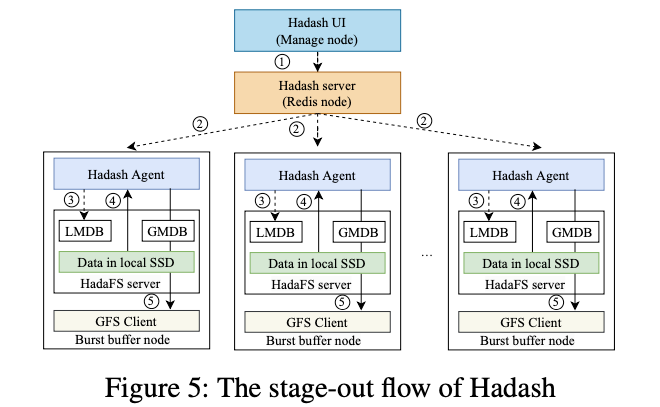 Hadash UI
(Manage node)
①
Hadash server
(Redis node)
②
②
②
Hadash Agent
③
④
LMDB
GMDB
Data in local SSD
HadaFS server
⑤
GFS Client
Burst buffer node
Hadash Agent
③
④
LMDB
GMDB
Data in local SSD
HadaFS server
⑤
GFS Client
Burst buffer node
...
Hadash Agent
③
④
LMDB
GMDB
Data in local SSD
HadaFS server
⑤
GFS Client
Burst buffer node
Figure 5: The stage-out flow of Hadash